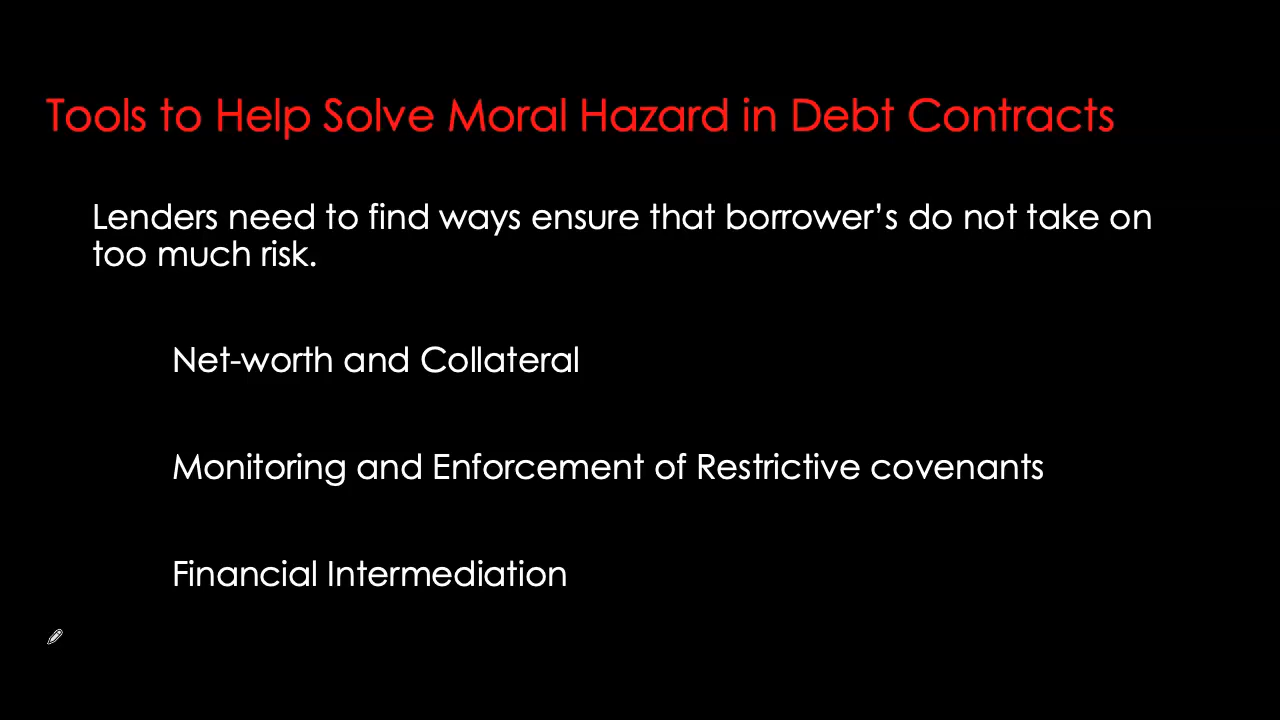 Tools to Help Solve Moral Hazard in Debt Contracts
Lenders need to find ways ensure that borrower’s do not take on
too much risk.
Net-worth and Collateral
Monitoring and Enforcement of Restrictive covenants
Financial Intermediation